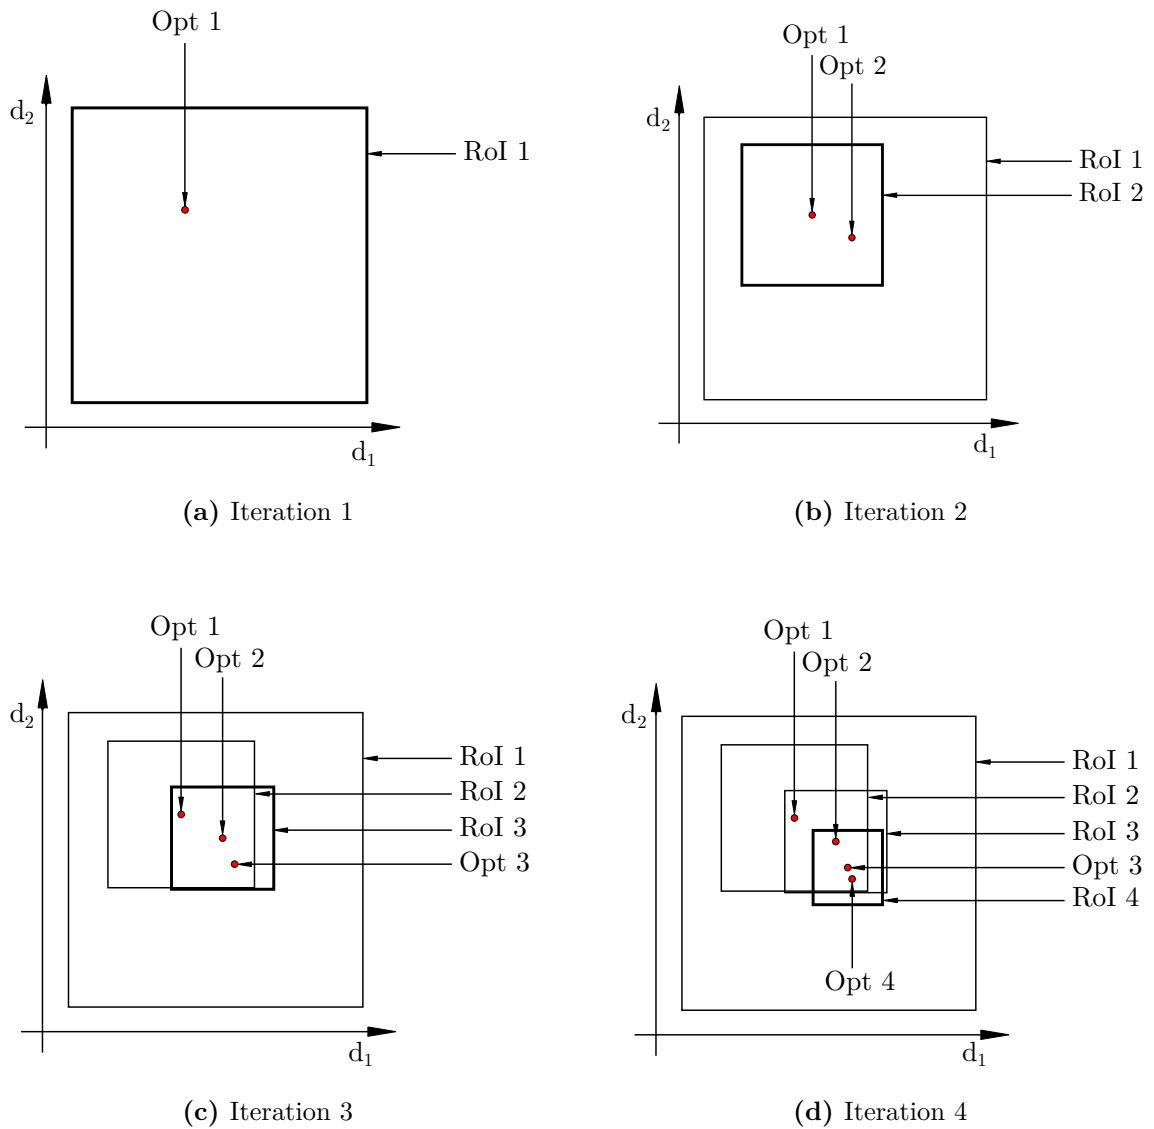 Opt 1
d2
RoI 1
d1
(a) Iteration 1
Opt 1
Opt 2
d2
RoI 1
RoI 2
d1
(b) Iteration 2
Opt 1
Opt 2
d2
RoI 1
RoI 2
RoI 3
Opt 3
d1
(c) Iteration 3
Opt 1
Opt 2
d2
RoI 1
RoI 2
RoI 3
Opt 3
RoI 4
Opt 4
d1
(d) Iteration 4